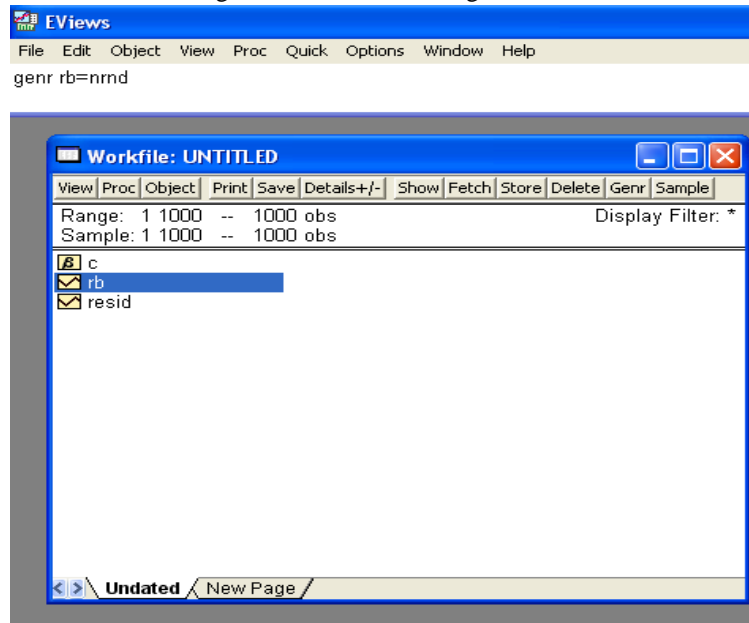 EViews
File Edit Object View Proc Quick Options Window Help
genr rb=nrnd
Workfile: UNTITLED
View Proc Object Print Save Details+/- Show Fetch Store Delete Genr Sample
Range: 1 1000 -- 1000 obs Display Filter: *
Sample: 1 1000 -- 1000 obs
β c
rb
resid
Undated New Page